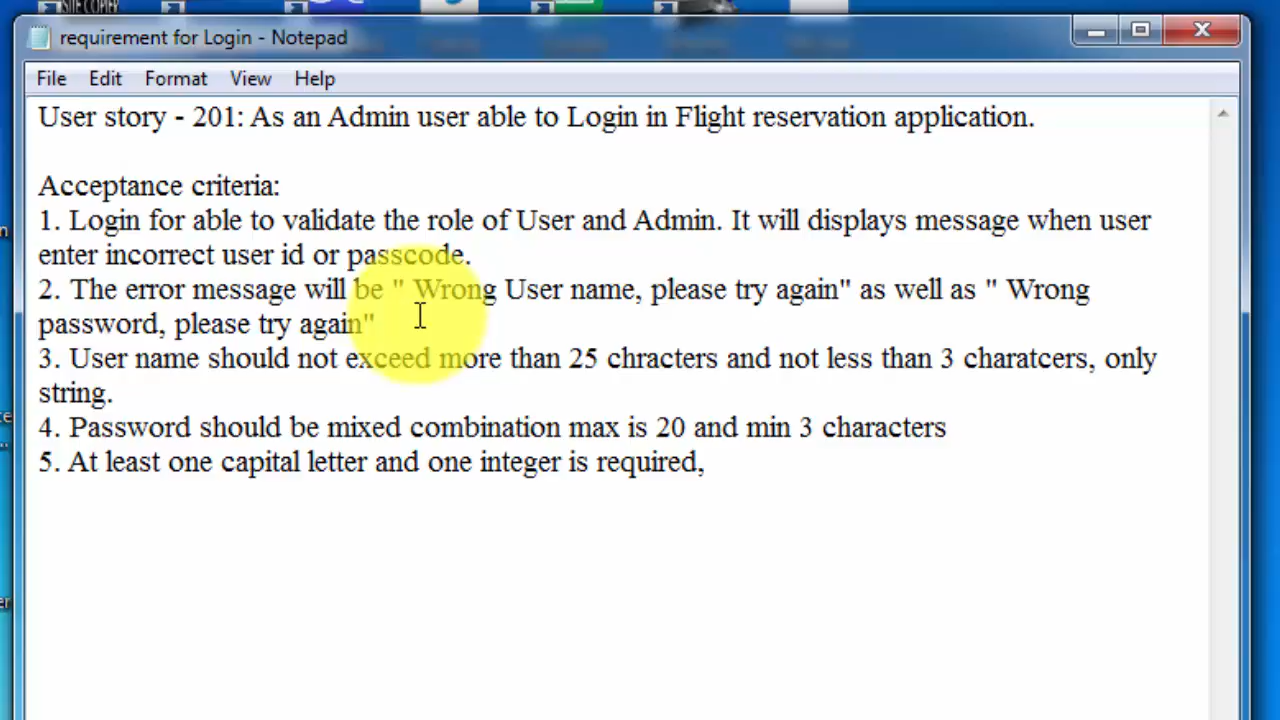 SITE COPIER
requirement for Login - Notepad
File Edit Format View Help
User story - 201: As an Admin user able to Login in Flight reservation application.
Acceptance criteria:
1. Login for able to validate the role of User and Admin. It will displays message when user
enter incorrect user id or passcode.
2. The error message will be " Wrong User name, please try again" as well as " Wrong
password, please try again"
3. User name should not exceed more than 25 chracters and not less than 3 charatcers, only
string.
4. Password should be mixed combination max is 20 and min 3 characters
5. At least one capital letter and one integer is required,